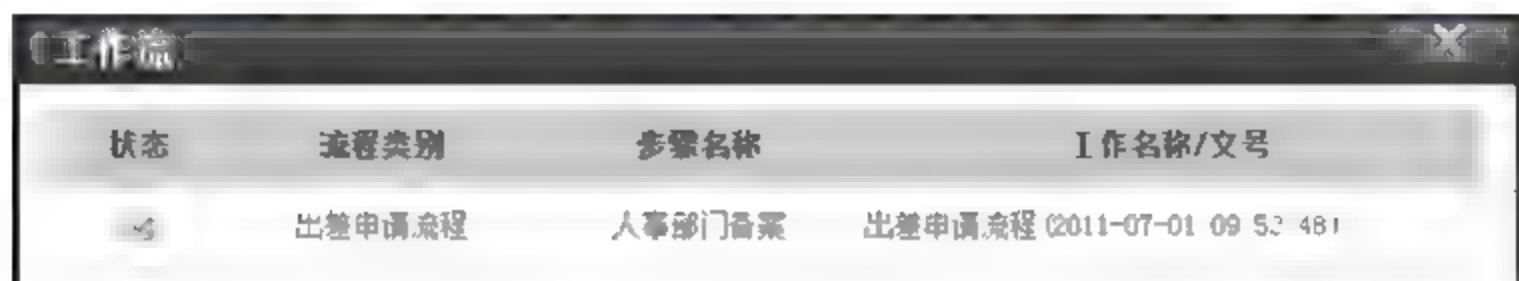 工作流
状态 流程类别 步骤名称 工作名称/文号
出差申请流程 人事部门备案 出差申请流程 (2011-07-01 09:52:48)